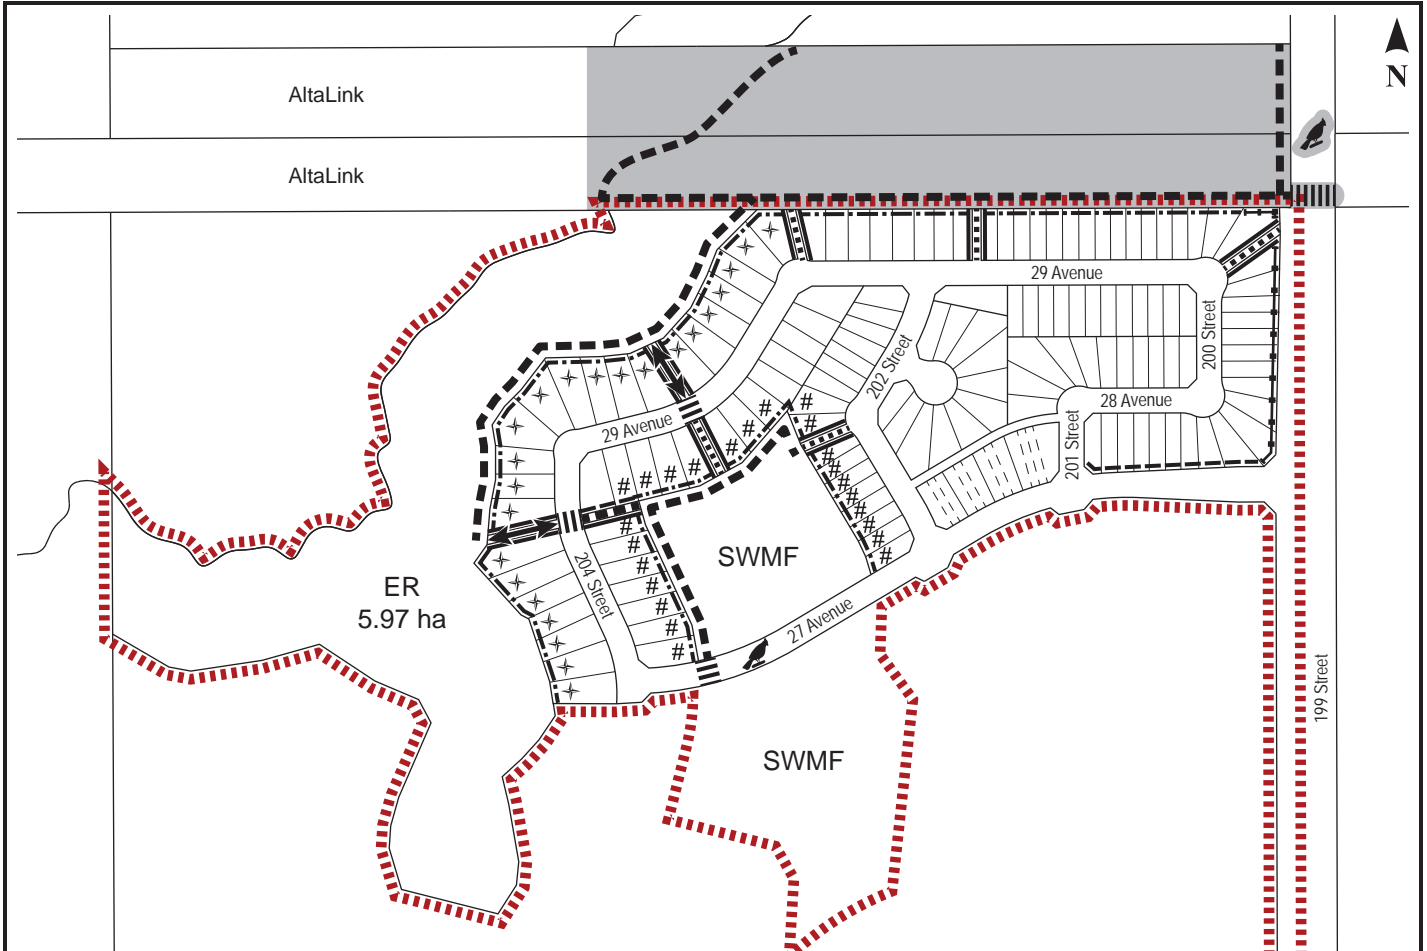 N
AltaLink
AltaLink
29 Avenue
200 Street
202 Street
28 Avenue
29 Avenue
201 Street
SWMF
204 Street
ER
5.97 ha
27 Avenue
199 Street
SWMF